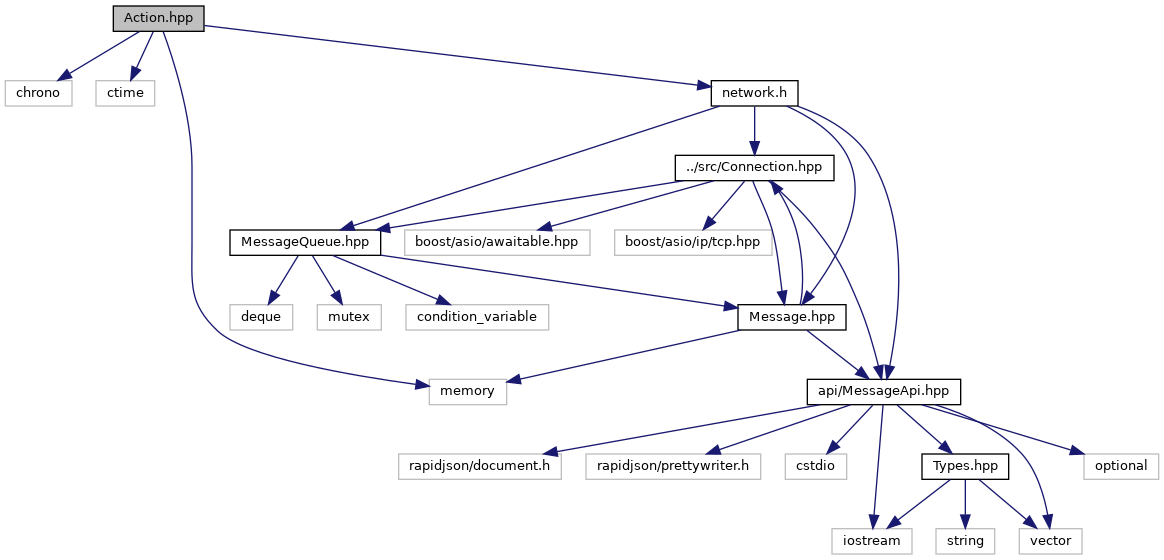 Action.hpp
chrono
ctime
network.h
../src/Connection.hpp
MessageQueue.hpp
boost/asio/awaitable.hpp
boost/asio/ip/tcp.hpp
deque
mutex
condition_variable
Message.hpp
memory
api/MessageApi.hpp
rapidjson/document.h
rapidjson/prettywriter.h
cstdio
Types.hpp
optional
iostream
string
vector